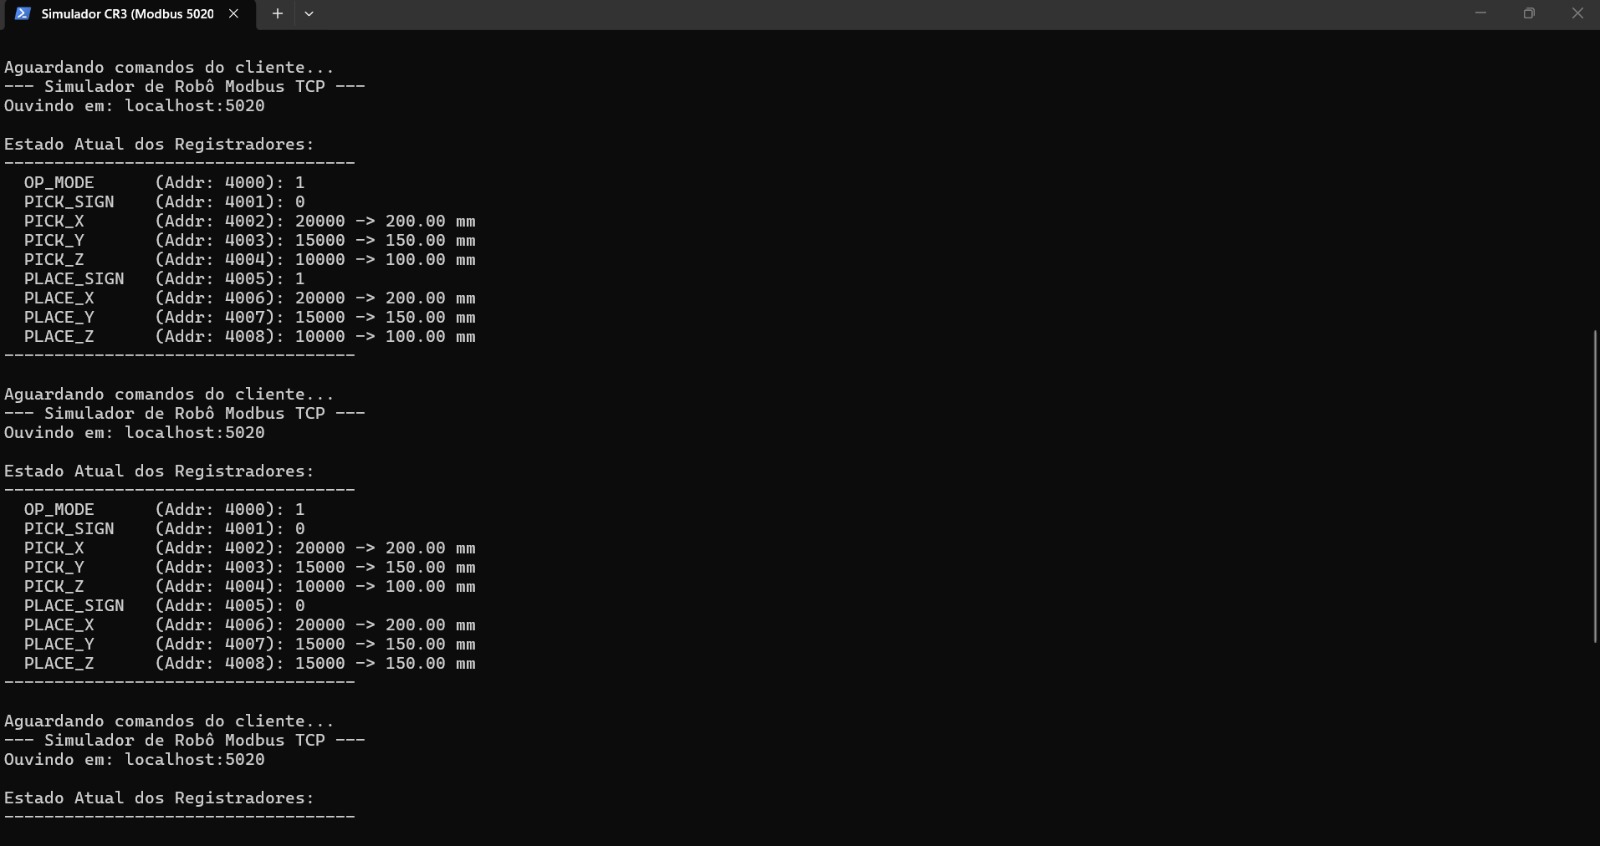 Simulador CR3 (Modbus 5020
Aguardando comandos do cliente...
--- Simulador de Robô Modbus TCP ---
Ouvindo em: localhost:5020
Estado Atual dos Registradores:
-----------------------------------
OP_MODE      (Addr: 4000): 1
PICK_SIGN    (Addr: 4001): 0
PICK_X       (Addr: 4002): 20000 -> 200.00 mm
PICK_Y       (Addr: 4003): 15000 -> 150.00 mm
PICK_Z       (Addr: 4004): 10000 -> 100.00 mm
PLACE_SIGN   (Addr: 4005): 1
PLACE_X      (Addr: 4006): 20000 -> 200.00 mm
PLACE_Y      (Addr: 4007): 15000 -> 150.00 mm
PLACE_Z      (Addr: 4008): 10000 -> 100.00 mm
-----------------------------------
Aguardando comandos do cliente...
--- Simulador de Robô Modbus TCP ---
Ouvindo em: localhost:5020
Estado Atual dos Registradores:
-----------------------------------
OP_MODE      (Addr: 4000): 1
PICK_SIGN    (Addr: 4001): 0
PICK_X       (Addr: 4002): 20000 -> 200.00 mm
PICK_Y       (Addr: 4003): 15000 -> 150.00 mm
PICK_Z       (Addr: 4004): 10000 -> 100.00 mm
PLACE_SIGN   (Addr: 4005): 0
PLACE_X      (Addr: 4006): 20000 -> 200.00 mm
PLACE_Y      (Addr: 4007): 15000 -> 150.00 mm
PLACE_Z      (Addr: 4008): 15000 -> 150.00 mm
-----------------------------------
Aguardando comandos do cliente...
--- Simulador de Robô Modbus TCP ---
Ouvindo em: localhost:5020
Estado Atual dos Registradores:
-----------------------------------